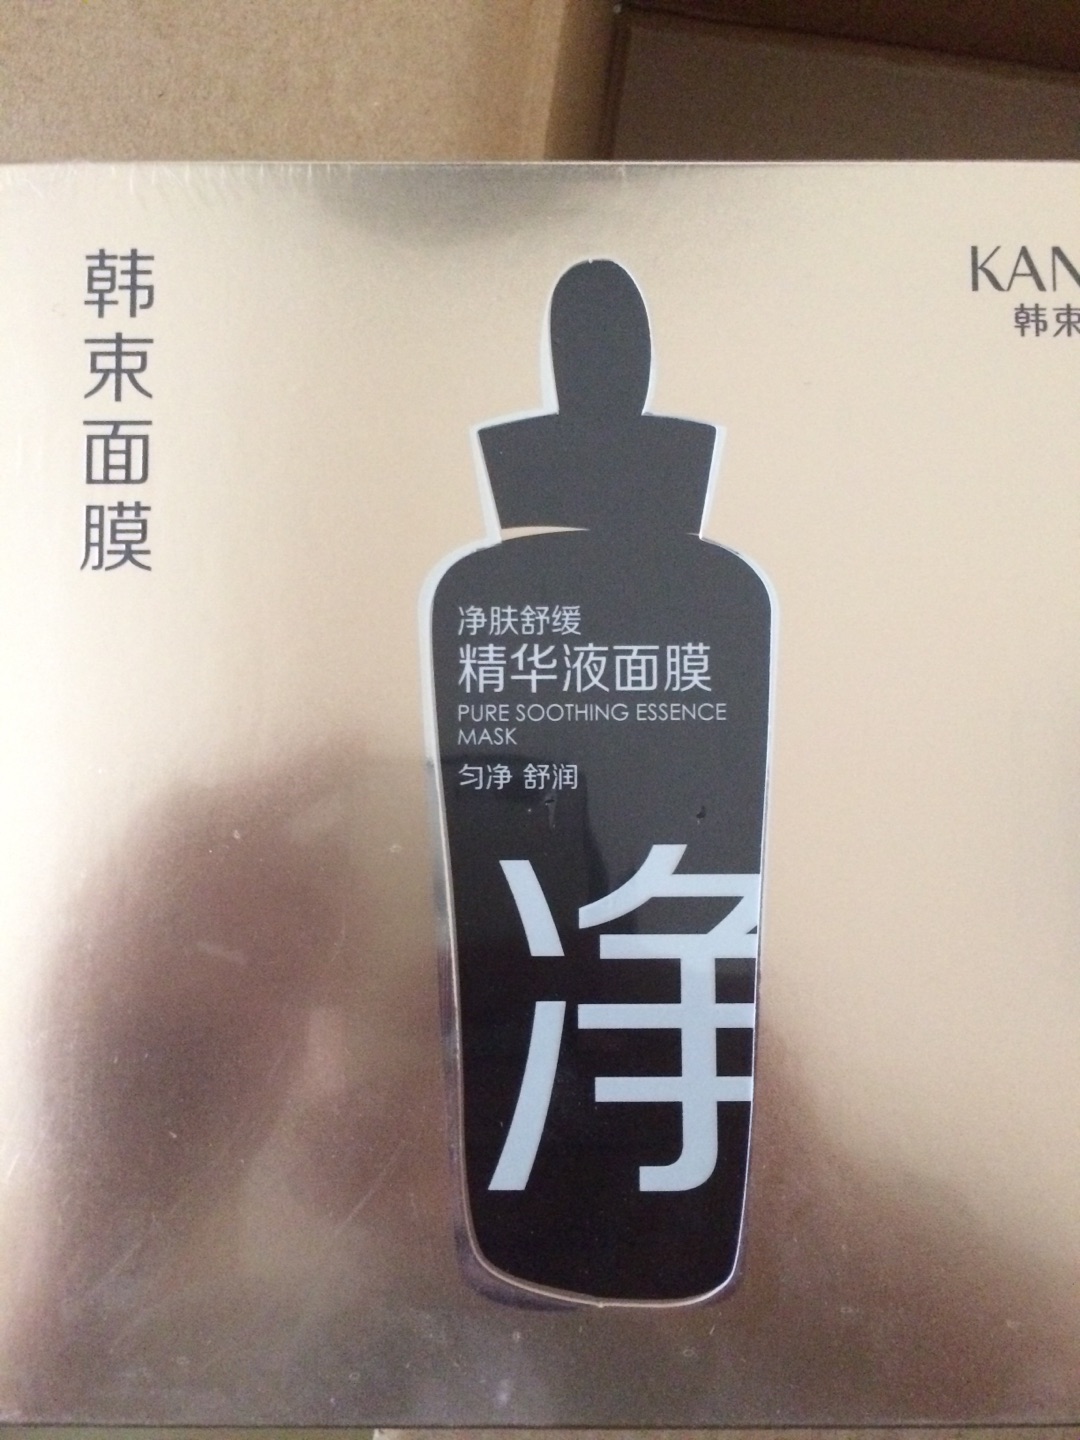 韩束面膜
KAN
韩束
净肤舒缓
精华液面膜
PURE SOOTHING ESSENCE
MASK
匀净 舒润
净